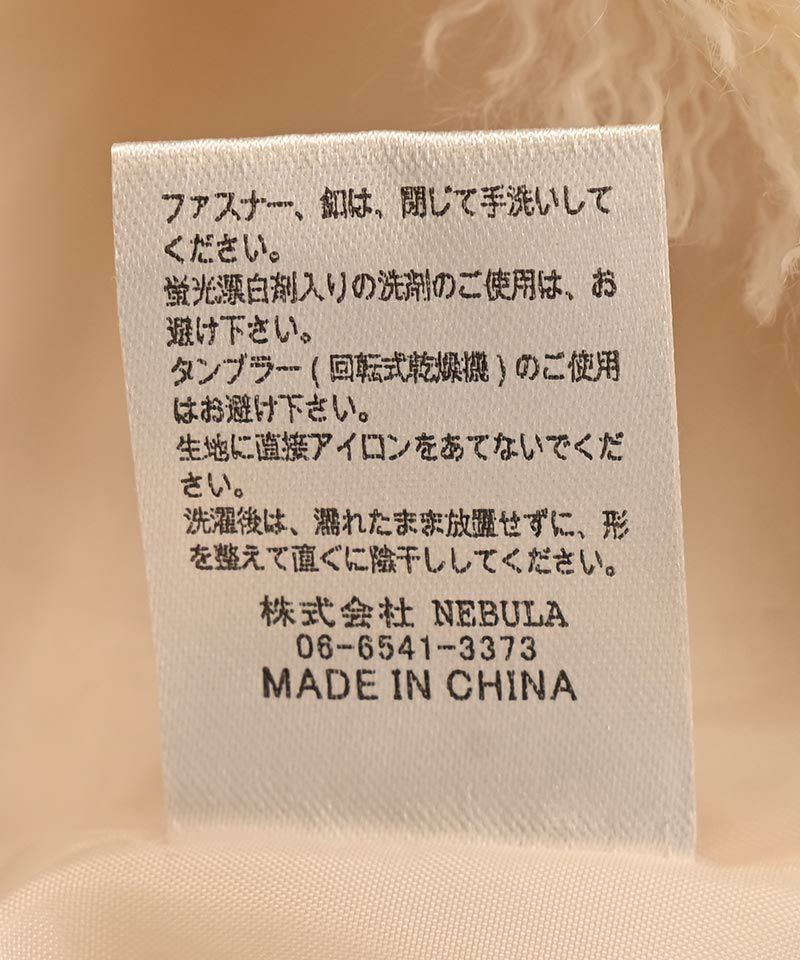 ファスナー、釦は、閉じて手洗いして
ください。
蛍光漂白剤入りの洗剤のご使用は、お
避け下さい。
タンブラー(回転式乾燥機)のご使用
はお避け下さい。
生地に直接アイロンをあてないでくだ
さい。
洗濯後は、濡れたまま放置せずに、形
を整えて直ぐに陰干ししてください。
株式会社 NEBULA
06-6541-3373
MADE IN CHINA